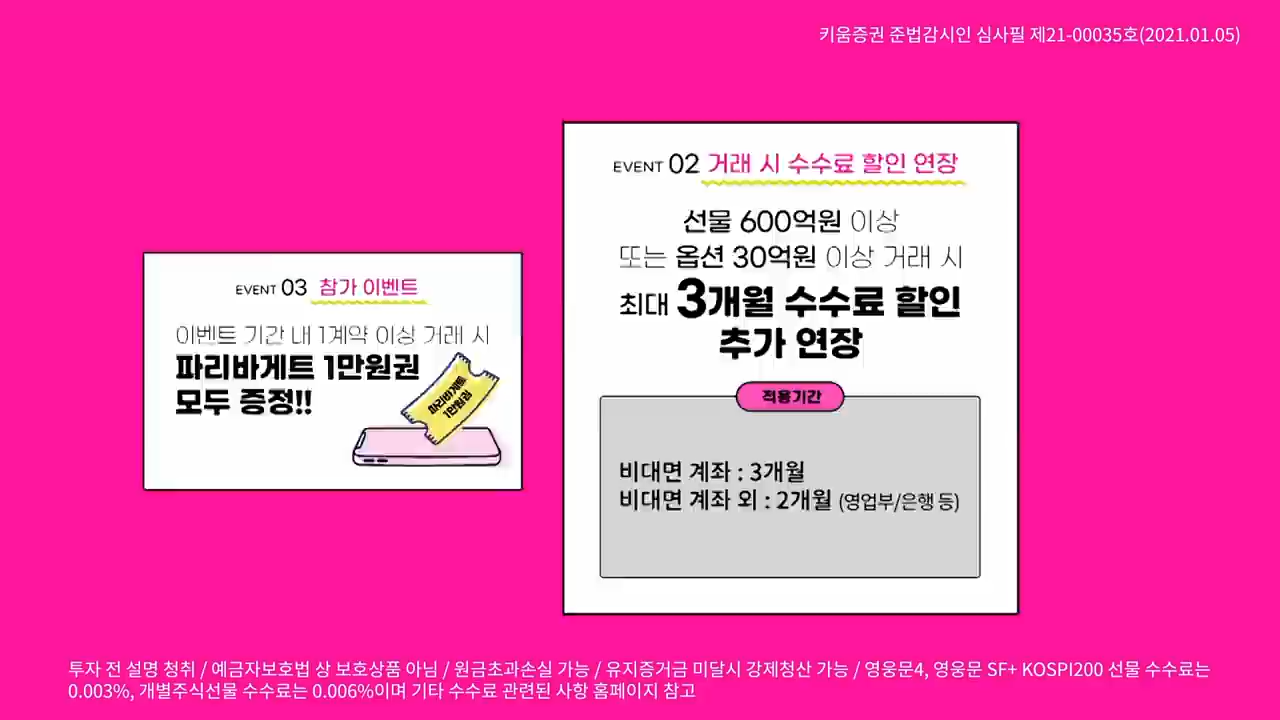 키움증권 준법감시인 심사필 제21-00035호(2021.01.05)
EVENT 03 참가 이벤트
이벤트 기간 내 1계약 이상 거래 시
파리바게트 1만원권
모두 증정!!
파리바게트
1만원권
EVENT 02 거래 시 수수료 할인 연장
선물 600억원 이상
또는 옵션 30억원 이상 거래 시
최대 3개월 수수료 할인
추가 연장
적용기간
비대면 계좌 : 3개월
비대면 계좌 외 : 2개월 (영업부/은행 등)
투자 전 설명 청취 / 예금자보호법 상 보호상품 아님 / 원금초과손실 가능 / 유지증거금 미달시 강제청산 가능 / 영웅문4, 영웅문 SF+ KOSPI200 선물 수수료는
0.003%, 개별주식선물 수수료는 0.006%이며 기타 수수료 관련된 사항 홈페이지 참고